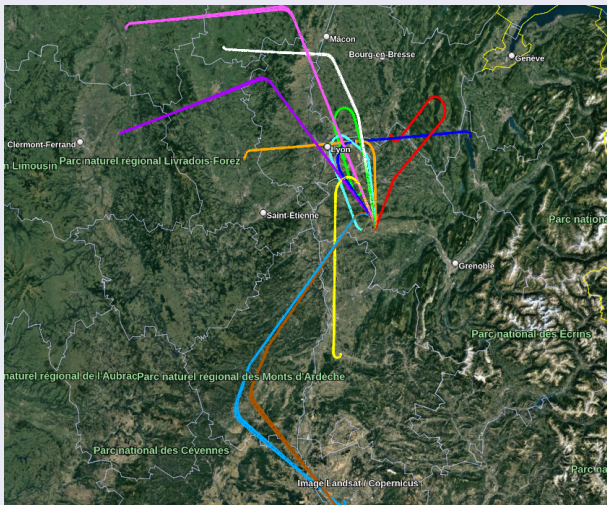 Mâcon
Bourg-en-Bresse
Genève
Clermont-Ferrand
Lyon
n Limousin
Parc naturel régional Livradois-Forez
Saint-Étienne
Parc nationa
Grenoble
Parc national des Écrins
naturel régional de l'Aubrac
Parc naturel régional des Monts d'Ardèche
Parc national des Cévennes
Parc na
Image Landsat / Copernicus